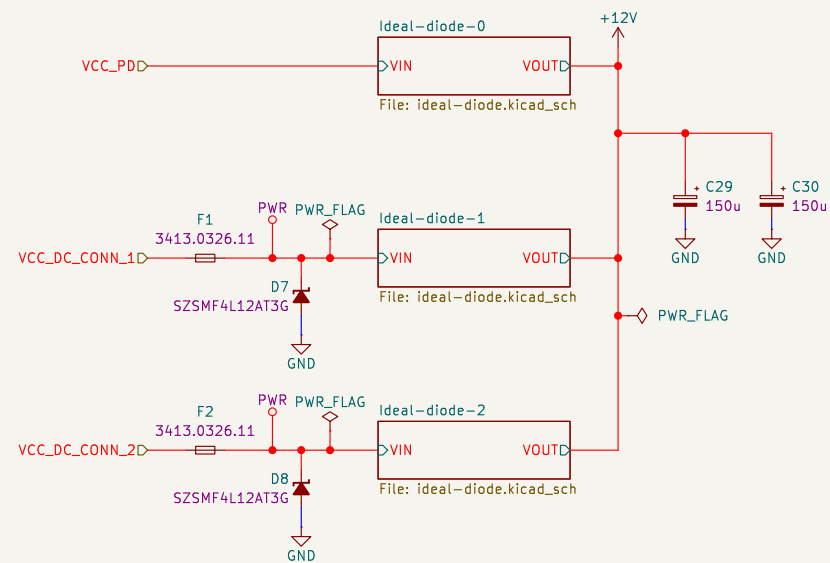 Ideal-diode-0
+12V
VCC_PD
VIN
VOUT
File: ideal-diode.kicad_sch
C29
150u
C30
150u
GND
GND
F1
3413.0326.11
PWR
PWR_FLAG
Ideal-diode-1
VCC_DC_CONN_1
VIN
VOUT
File: ideal-diode.kicad_sch
D7
SZSMF4L12AT3G
GND
PWR_FLAG
F2
3413.0326.11
PWR
PWR_FLAG
Ideal-diode-2
VCC_DC_CONN_2
VIN
VOUT
File: ideal-diode.kicad_sch
D8
SZSMF4L12AT3G
GND